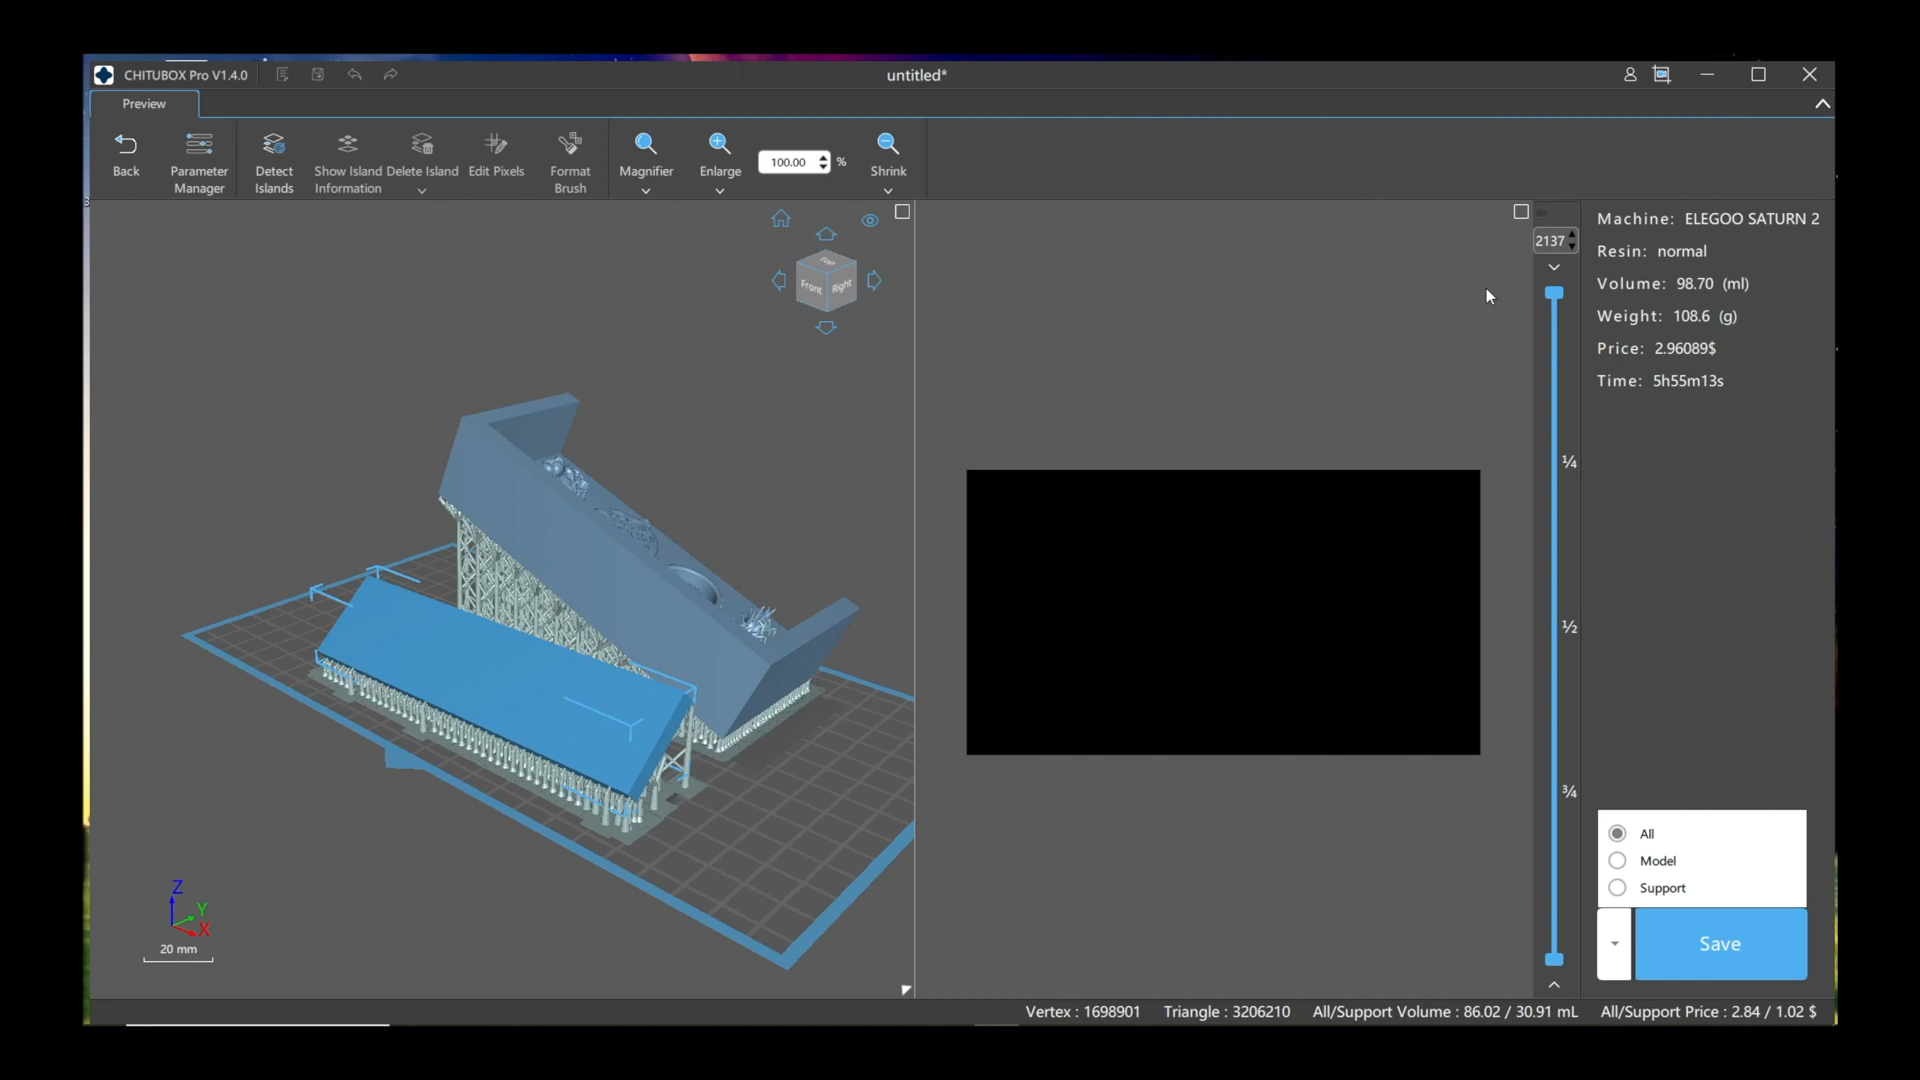 CHITUBOX Pro V1.4.0
untitled*
Preview
Back
Parameter Manager
Detect Islands
Show Island Information
Delete Island
Edit Pixels
Format Brush
Magnifier
Enlarge
100.00 %
Shrink
Top
Front
Right
2137
1/4
1/2
3/4
Machine: ELEGOO SATURN 2
Resin: normal
Volume: 98.70 (ml)
Weight: 108.6 (g)
Price: 2.96089$
Time: 5h55m13s
All
Model
Support
Save
Z
Y
X
20 mm
Vertex : 1698901
Triangle : 3206210
All/Support Volume : 86.02 / 30.91 mL
All/Support Price : 2.84 / 1.02 $